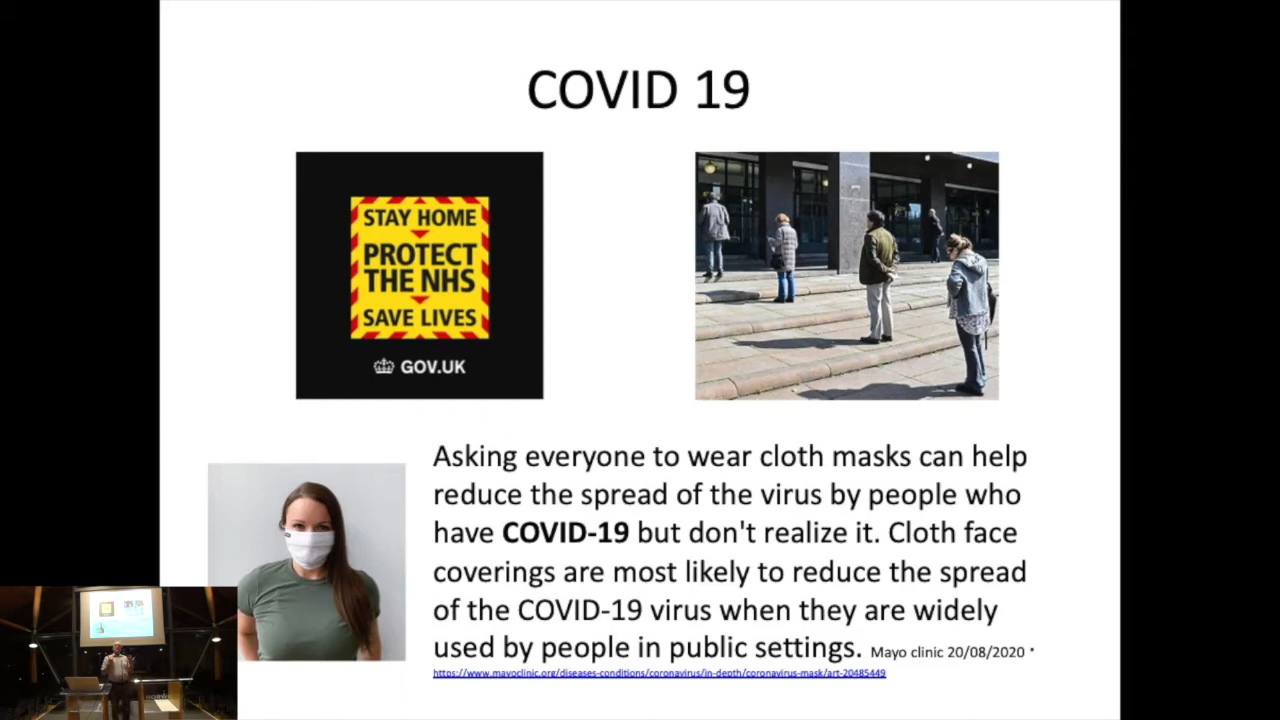 COVID 19
STAY HOME
PROTECT
THE NHS
SAVE LIVES
GOV.UK
Asking everyone to wear cloth masks can help
reduce the spread of the virus by people who
have COVID-19 but don't realize it. Cloth face
coverings are most likely to reduce the spread
of the COVID-19 virus when they are widely
used by people in public settings. Mayo clinic 20/08/2020 .
https://www.mayoclinic.org/diseases-conditions/coronavirus/in-depth/coronavirus-mask/art-20485449